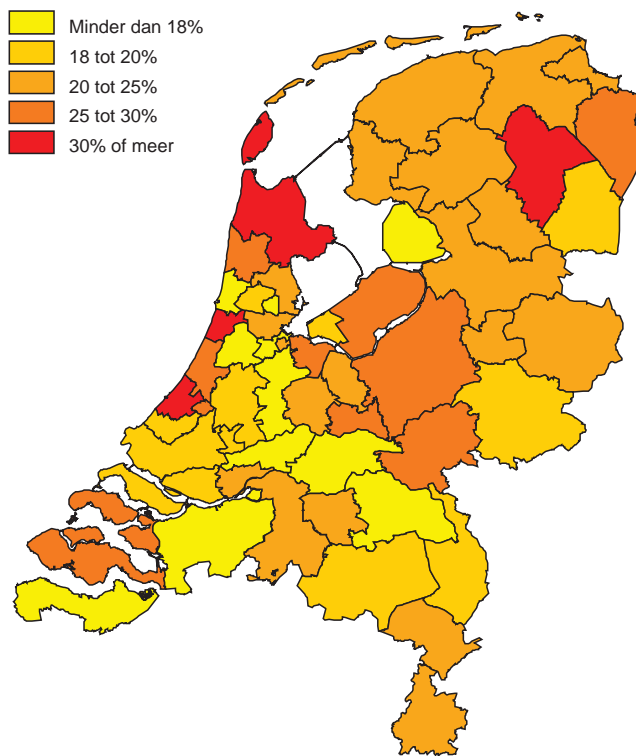 Minder dan 18%
18 tot 20%
20 tot 25%
25 tot 30%
30% of meer